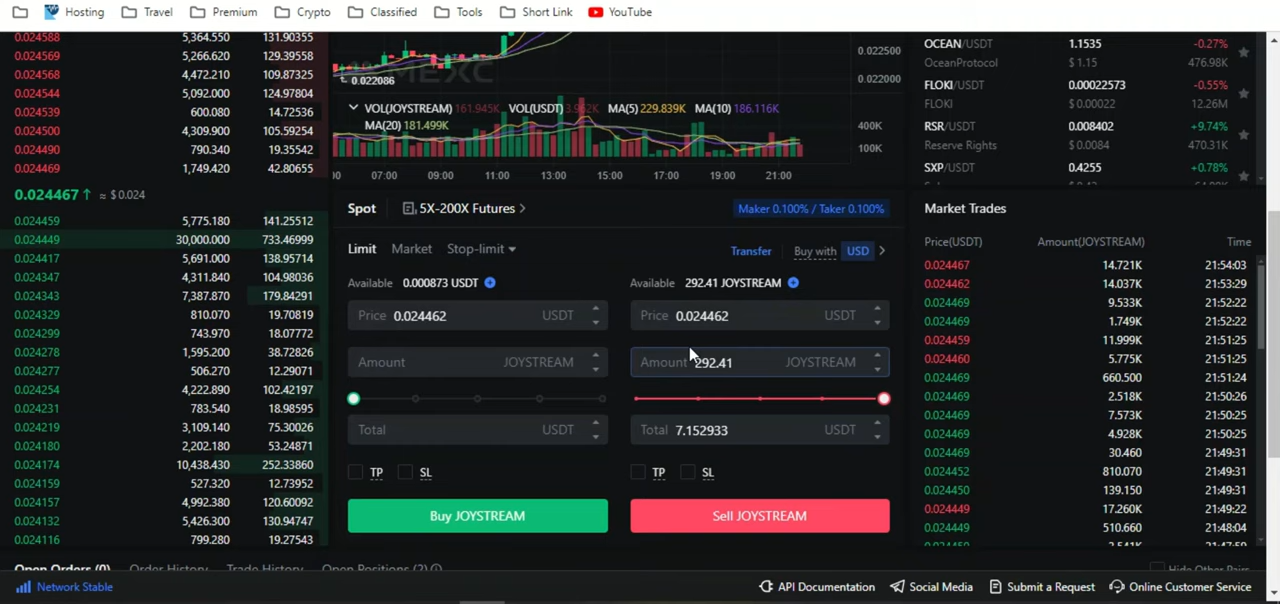 Hosting Travel Premium Crypto Classified Tools Short Link YouTube
0.024588 5,364.550 131.90355
0.024569 5,266.620 129.39558
0.024568 4,472.210 109.87325
0.024544 5,092.000 124.97804
0.024539 600.080 14.72536
0.024500 4,309.900 105.59254
0.024490 790.340 19.35542
0.024469 1,749.420 42.80655
0.024467 ↑ ≈ $0.024
0.024459 5,775.180 141.25512
0.024449 30,000.000 733.46999
0.024417 5,691.000 138.95714
0.024347 4,311.840 104.98036
0.024343 7,387.870 179.84291
0.024329 810.070 19.70819
0.024299 743.970 18.07772
0.024278 1,595.200 38.72826
0.024277 506.270 12.29071
0.024254 4,222.890 102.42197
0.024231 783.540 18.98595
0.024219 3,109.140 75.30026
0.024180 2,202.180 53.24871
0.024174 10,438.430 252.33860
0.024159 527.320 12.73952
0.024157 4,992.380 120.60092
0.024132 5,426.300 130.94747
0.024116 799.280 19.27543
0.022500
0.022086 MEXC 0.022000
VOL(JOYSTREAM) 161.945K VOL(USDT) 3.962K MA(5) 229.839K MA(10) 186.116K
MA(20) 181.499K
400K
100K
07:00 09:00 11:00 13:00 15:00 17:00 19:00 21:00
Spot 5X-200X Futures > Maker 0.100% / Taker 0.100%
Limit Market Stop-limit Transfer Buy with USD >
Available 0.000873 USDT Available 292.41 JOYSTREAM
Price 0.024462 USDT Price 0.024462 USDT
Amount JOYSTREAM Amount 292.41 JOYSTREAM
Total USDT Total 7.152933 USDT
TP SL TP SL
Buy JOYSTREAM Sell JOYSTREAM
OCEAN/USDT 1.1535 -0.27%
OceanProtocol $ 1.15 476.98K
FLOKI/USDT 0.00022573 -0.55%
FLOKI $ 0.00022 12.26M
RSR/USDT 0.008402 +9.74%
Reserve Rights $ 0.0084 470.31K
SXP/USDT 0.4255 +0.78%
Market Trades
Price(USDT) Amount(JOYSTREAM) Time
0.024467 14.721K 21:54:03
0.024462 14.037K 21:53:29
0.024469 9.533K 21:52:22
0.024469 1.749K 21:52:22
0.024459 11.999K 21:51:25
0.024460 5.775K 21:51:25
0.024469 660.500 21:51:24
0.024469 2.518K 21:50:26
0.024469 7.573K 21:50:25
0.024469 4.928K 21:50:25
0.024469 30.460 21:49:31
0.024452 810.070 21:49:31
0.024450 139.150 21:49:31
0.024449 17.260K 21:49:22
0.024449 510.660 21:48:04
Open Orders (0) Order History Trade History Open Positions (2) Hide Other Pairs
Network Stable API Documentation Social Media Submit a Request Online Customer Service